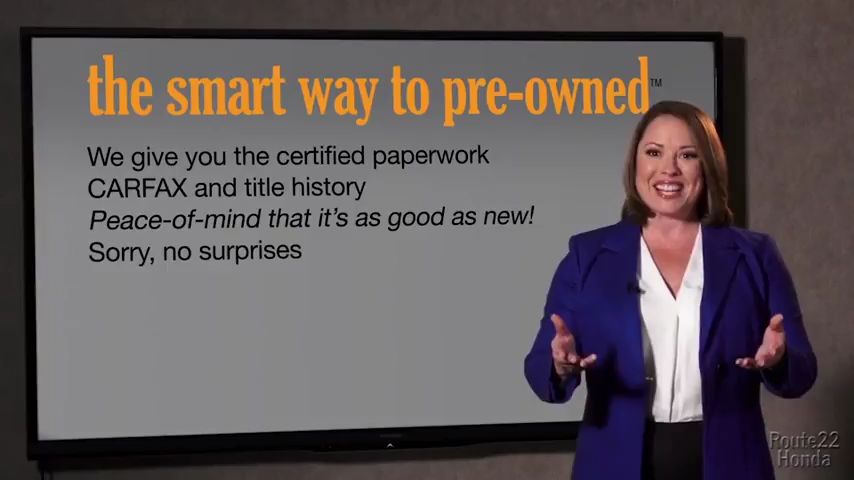 the smart way to pre-owned™
We give you the certified paperwork
CARFAX and title history
Peace-of-mind that it's as good as new!
Sorry, no surprises
Route22
Honda